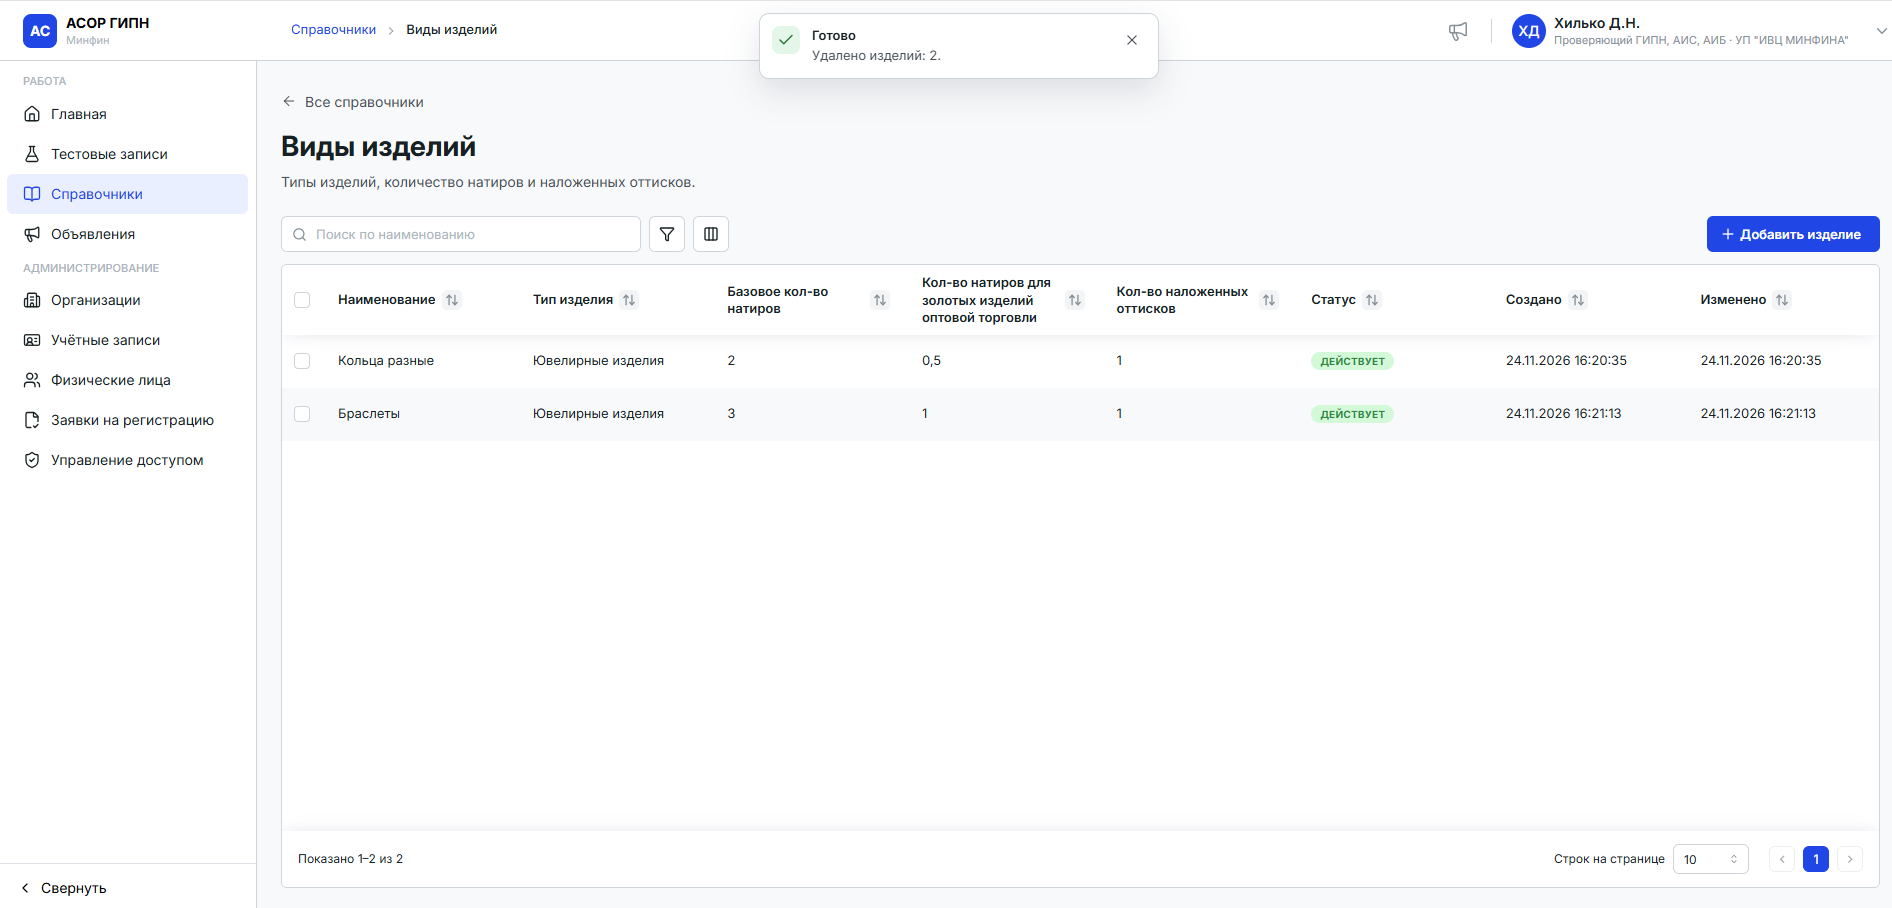 АС
АСОР ГИПН
Минфин
Справочники > Виды изделий
Готово
Удалено изделий: 2.
ХД
Хилько Д.Н.
Проверяющий ГИПН, АИС, АИБ · УП "ИВЦ МИНФИНА"
РАБОТА
Главная
Тестовые записи
Справочники
Объявления
АДМИНИСТРИРОВАНИЕ
Организации
Учётные записи
Физические лица
Заявки на регистрацию
Управление доступом
Свернуть
Все справочники
Виды изделий
Типы изделий, количество натиров и наложенных оттисков.
Поиск по наименованию
Добавить изделие
Наименование
Тип изделия
Базовое кол-во
натиров
Кол-во натиров для
золотых изделий
оптовой торговли
Кол-во наложенных
оттисков
Статус
Создано
Изменено
Кольца разные Ювелирные изделия 2 0,5 1 ДЕЙСТВУЕТ 24.11.2026 16:20:35 24.11.2026 16:20:35
Браслеты Ювелирные изделия 3 1 1 ДЕЙСТВУЕТ 24.11.2026 16:21:13 24.11.2026 16:21:13
Показано 1–2 из 2
Строк на странице 10
1